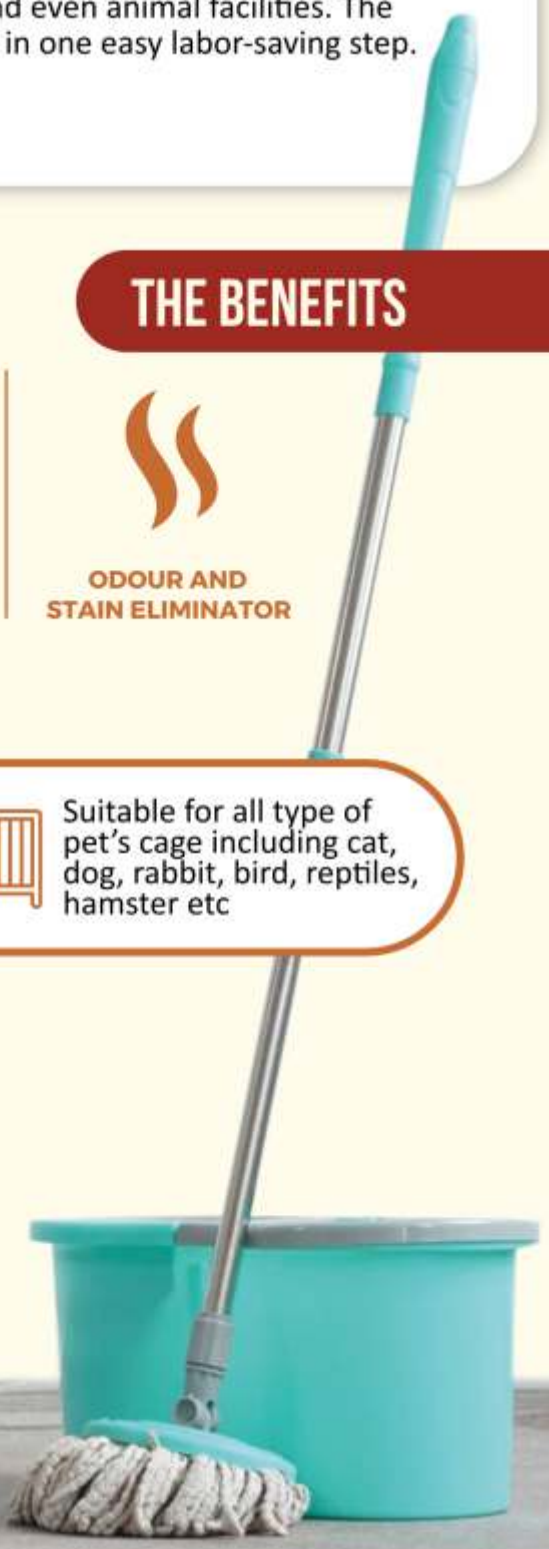 even animal facilities. The
in one easy labor-saving step.
THE BENEFITS
ODOUR AND
STAIN ELIMINATOR
Suitable for all type of
pet's cage including cat,
dog, rabbit, bird, reptiles,
hamster etc